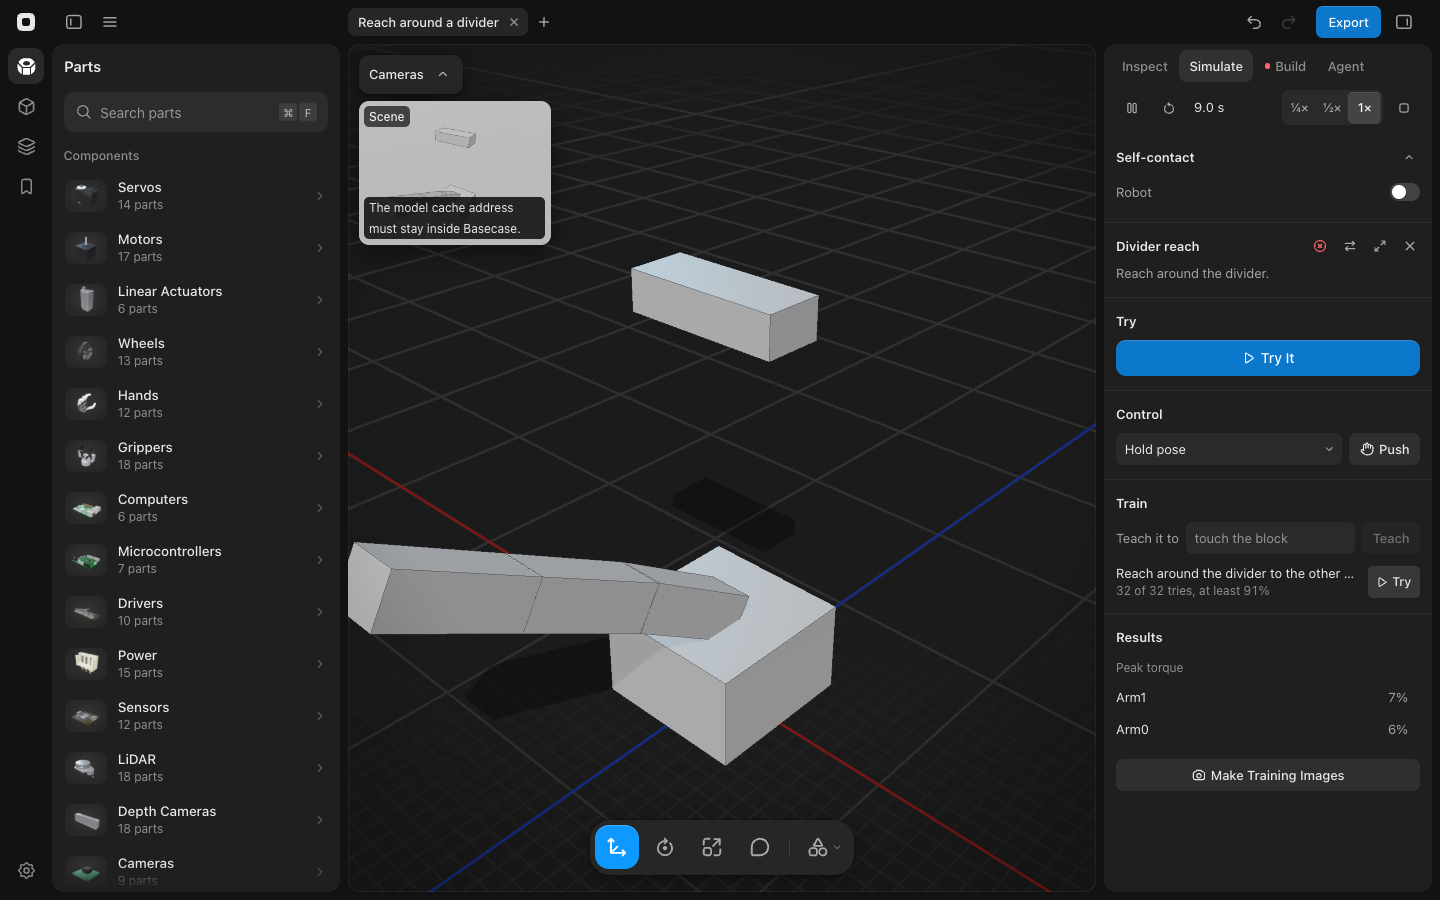 Reach around a divider
Export
Parts
Search parts
⌘ F
Components
Servos
14 parts
Motors
17 parts
Linear Actuators
6 parts
Wheels
13 parts
Hands
12 parts
Grippers
18 parts
Computers
6 parts
Microcontrollers
7 parts
Drivers
10 parts
Power
15 parts
Sensors
12 parts
LiDAR
18 parts
Depth Cameras
18 parts
Cameras
9 parts
Cameras
Scene
The model cache address
must stay inside Basecase.
Inspect Simulate Build Agent
9.0 s ¼× ½× 1×
Self-contact
Robot
Divider reach
Reach around the divider.
Try
Try It
Control
Hold pose Push
Train
Teach it to touch the block Teach
Reach around the divider to the other ...
32 of 32 tries, at least 91%
Try
Results
Peak torque
Arm1 7%
Arm0 6%
Make Training Images